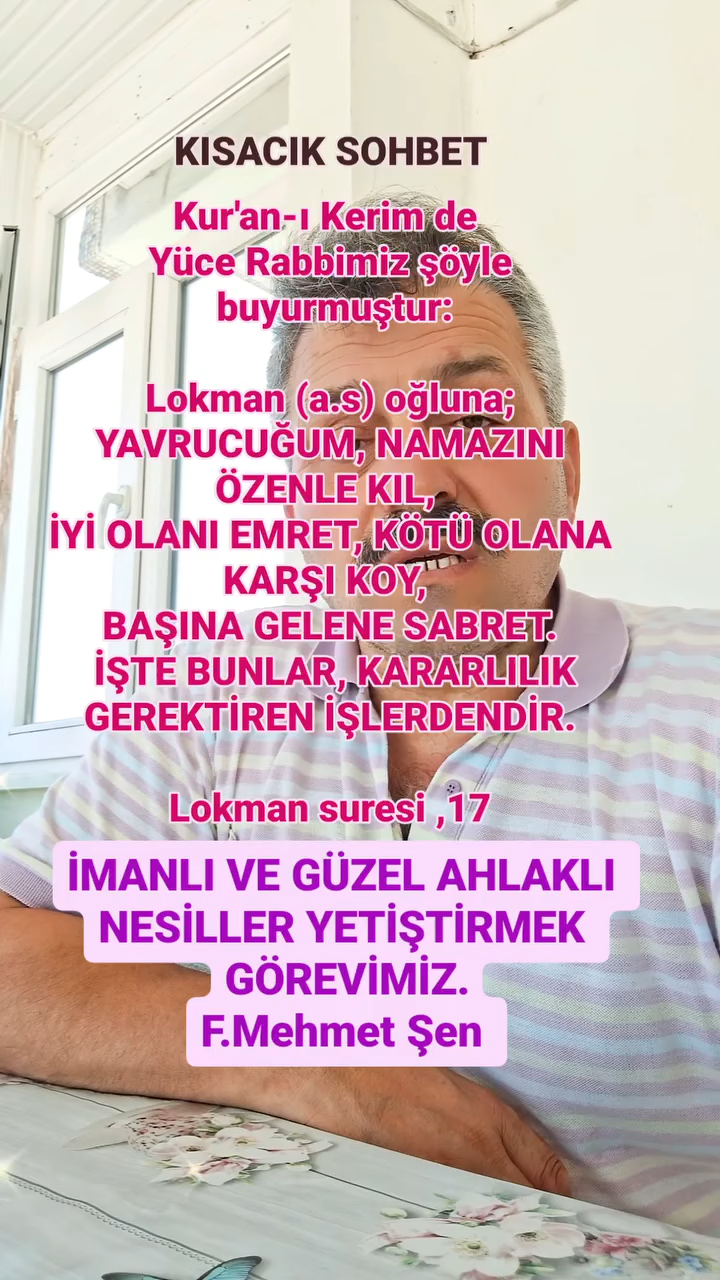 KISACIK SOHBET
Kur'an-ı Kerim de
Yüce Rabbimiz şöyle
buyurmuştur:
Lokman (a.s) oğluna;
YAVRUCUĞUM, NAMAZINI
ÖZENLE KIL,
İYİ OLANI EMRET, KÖTÜ OLANA
KARŞI KOY,
BAŞINA GELENE SABRET.
İŞTE BUNLAR, KARARLILIK
GEREKTİREN İŞLERDENDİR.
Lokman suresi ,17
İMANLI VE GÜZEL AHLAKLI
NESİLLER YETİŞTİRMEK
GÖREVİMİZ.
F.Mehmet Şen